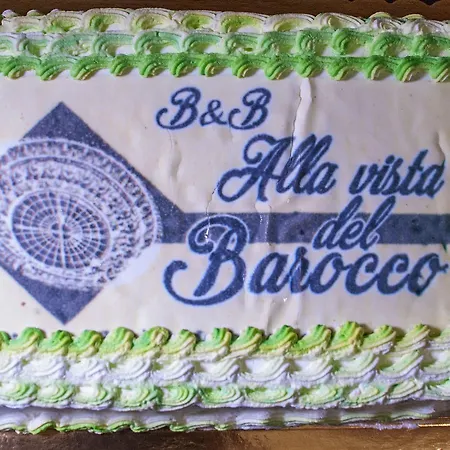 B&B
Alla vista
del
Barocco